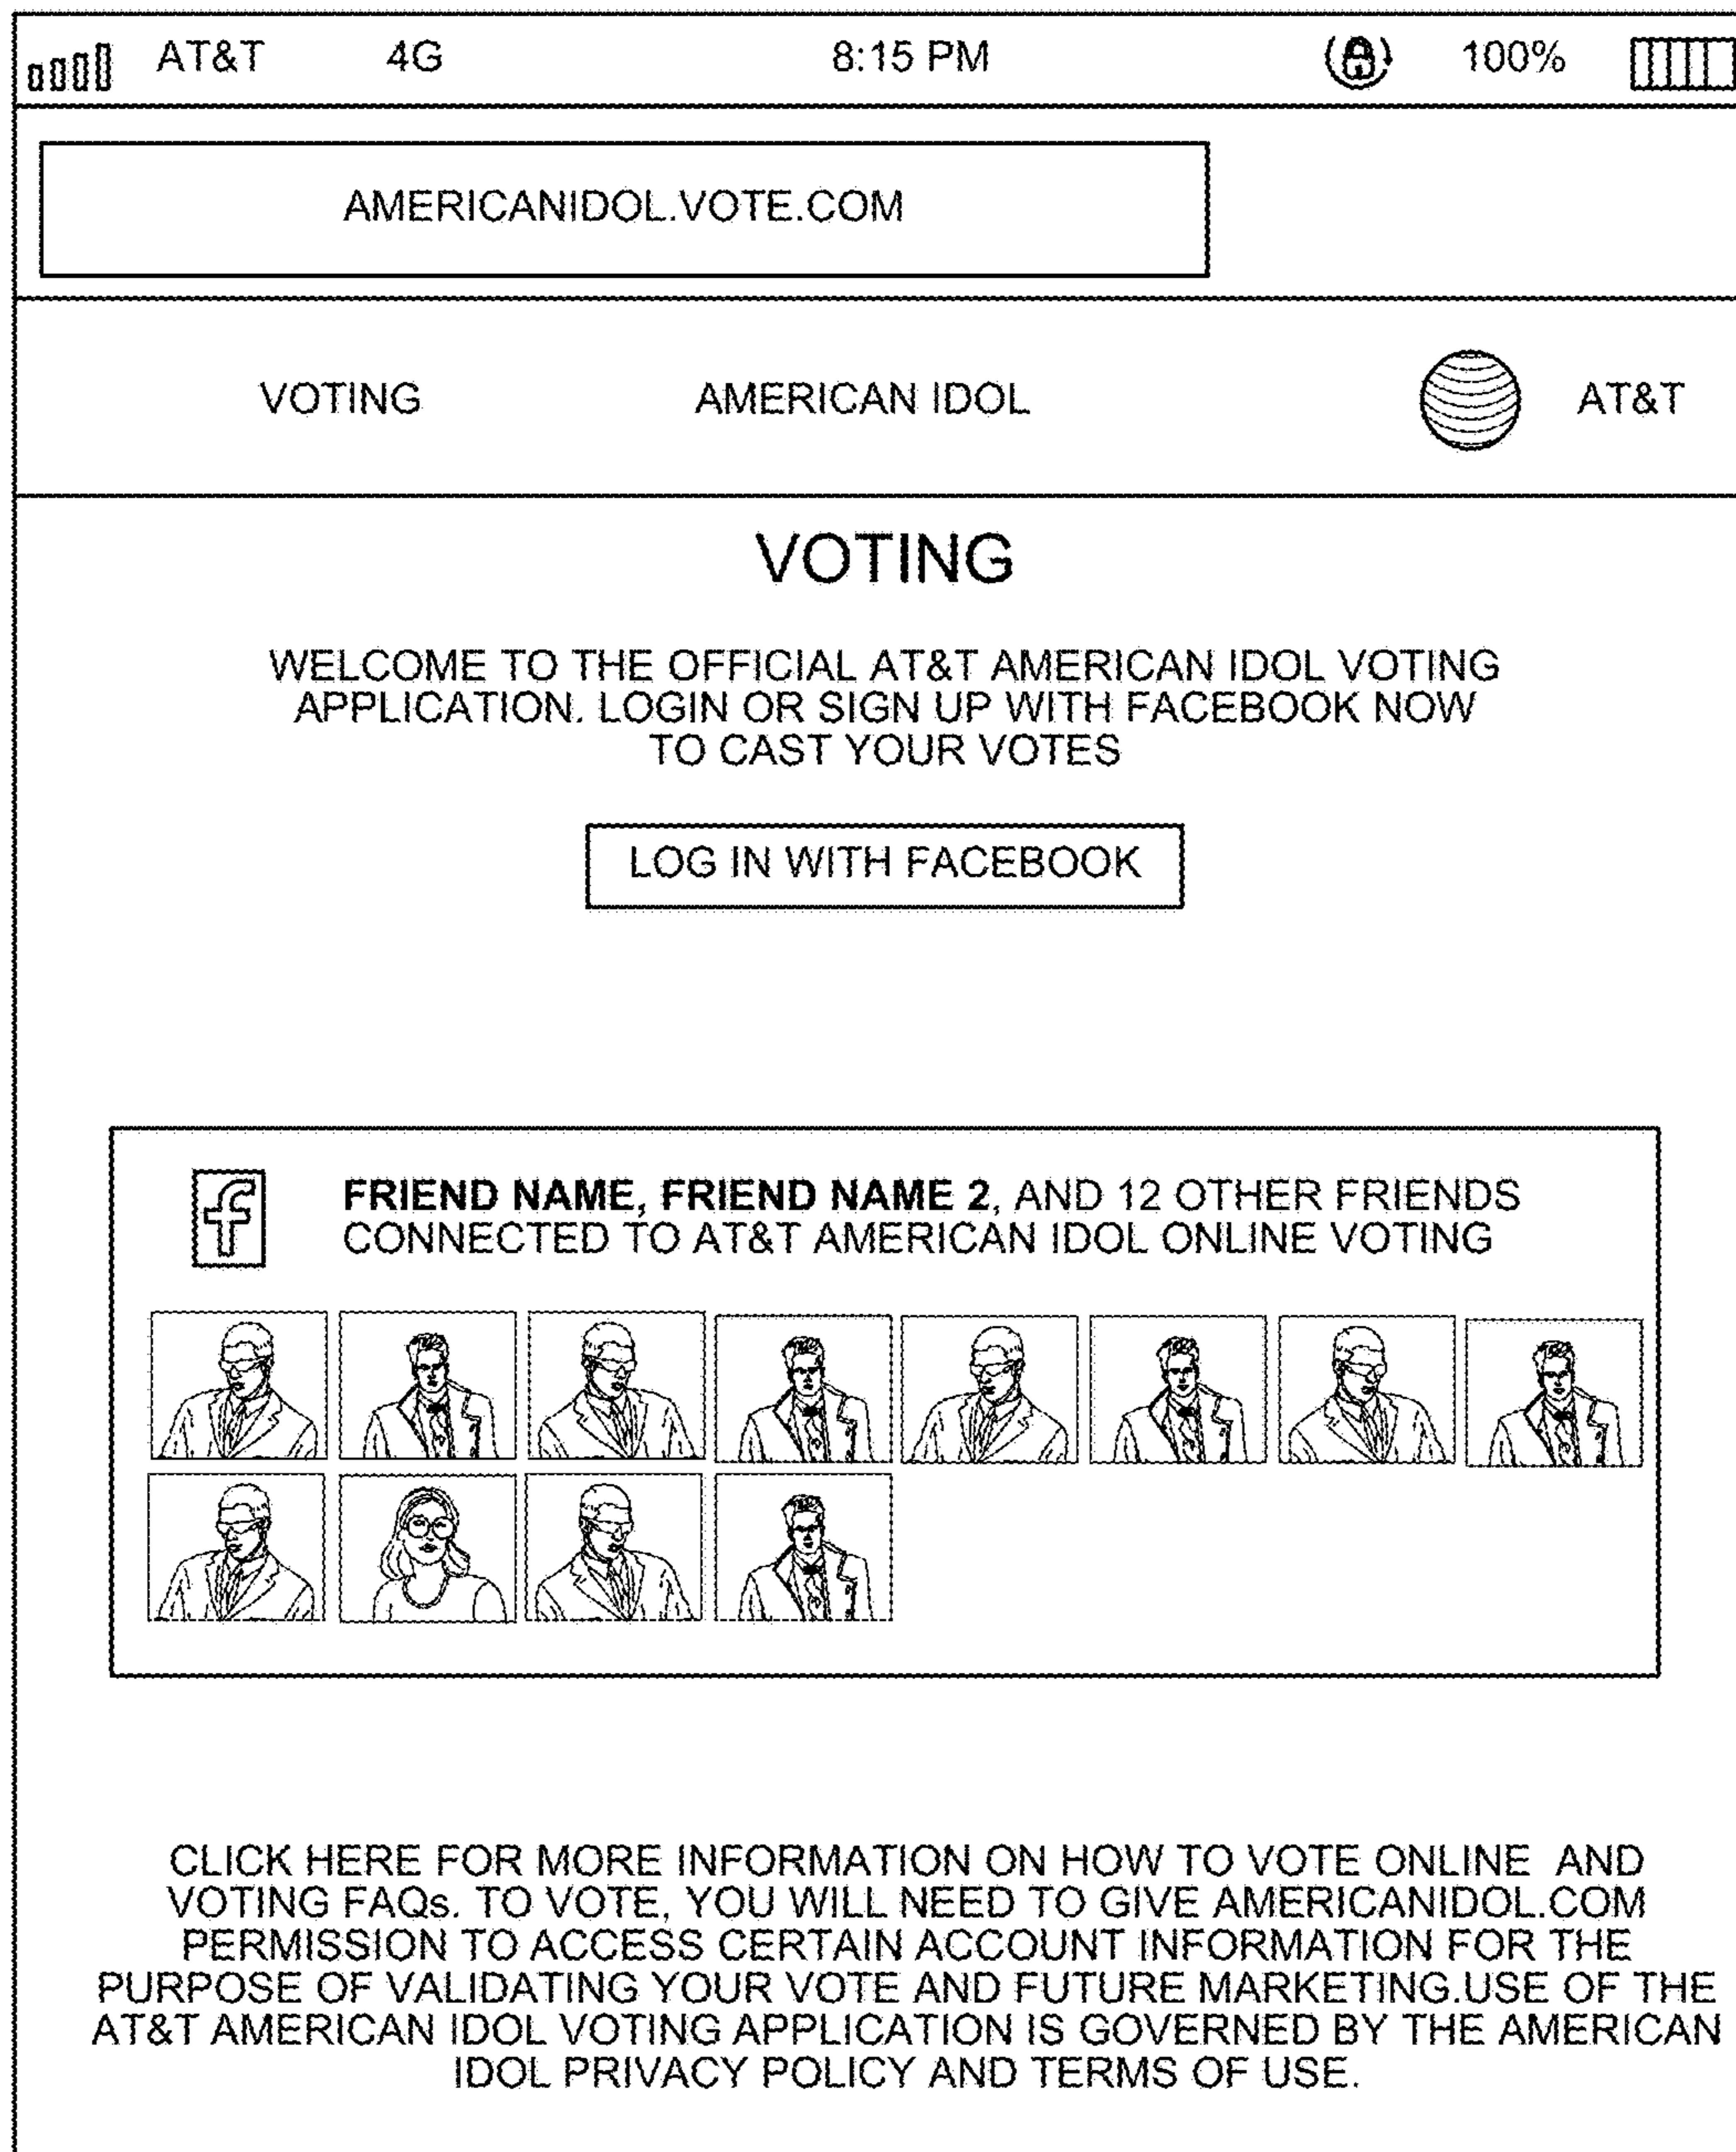 AT&T 4G 8:15 PM 100%
AMERICANIDOL.VOTE.COM
VOTING AMERICAN IDOL AT&T
VOTING
WELCOME TO THE OFFICIAL AT&T AMERICAN IDOL VOTING
APPLICATION. LOGIN OR SIGN UP WITH FACEBOOK NOW
TO CAST YOUR VOTES
LOG IN WITH FACEBOOK
f FRIEND NAME, FRIEND NAME 2, AND 12 OTHER FRIENDS
CONNECTED TO AT&T AMERICAN IDOL ONLINE VOTING
CLICK HERE FOR MORE INFORMATION ON HOW TO VOTE ONLINE AND
VOTING FAQs. TO VOTE, YOU WILL NEED TO GIVE AMERICANIDOL.COM
PERMISSION TO ACCESS CERTAIN ACCOUNT INFORMATION FOR THE
PURPOSE OF VALIDATING YOUR VOTE AND FUTURE MARKETING.USE OF THE
AT&T AMERICAN IDOL VOTING APPLICATION IS GOVERNED BY THE AMERICAN
IDOL PRIVACY POLICY AND TERMS OF USE.